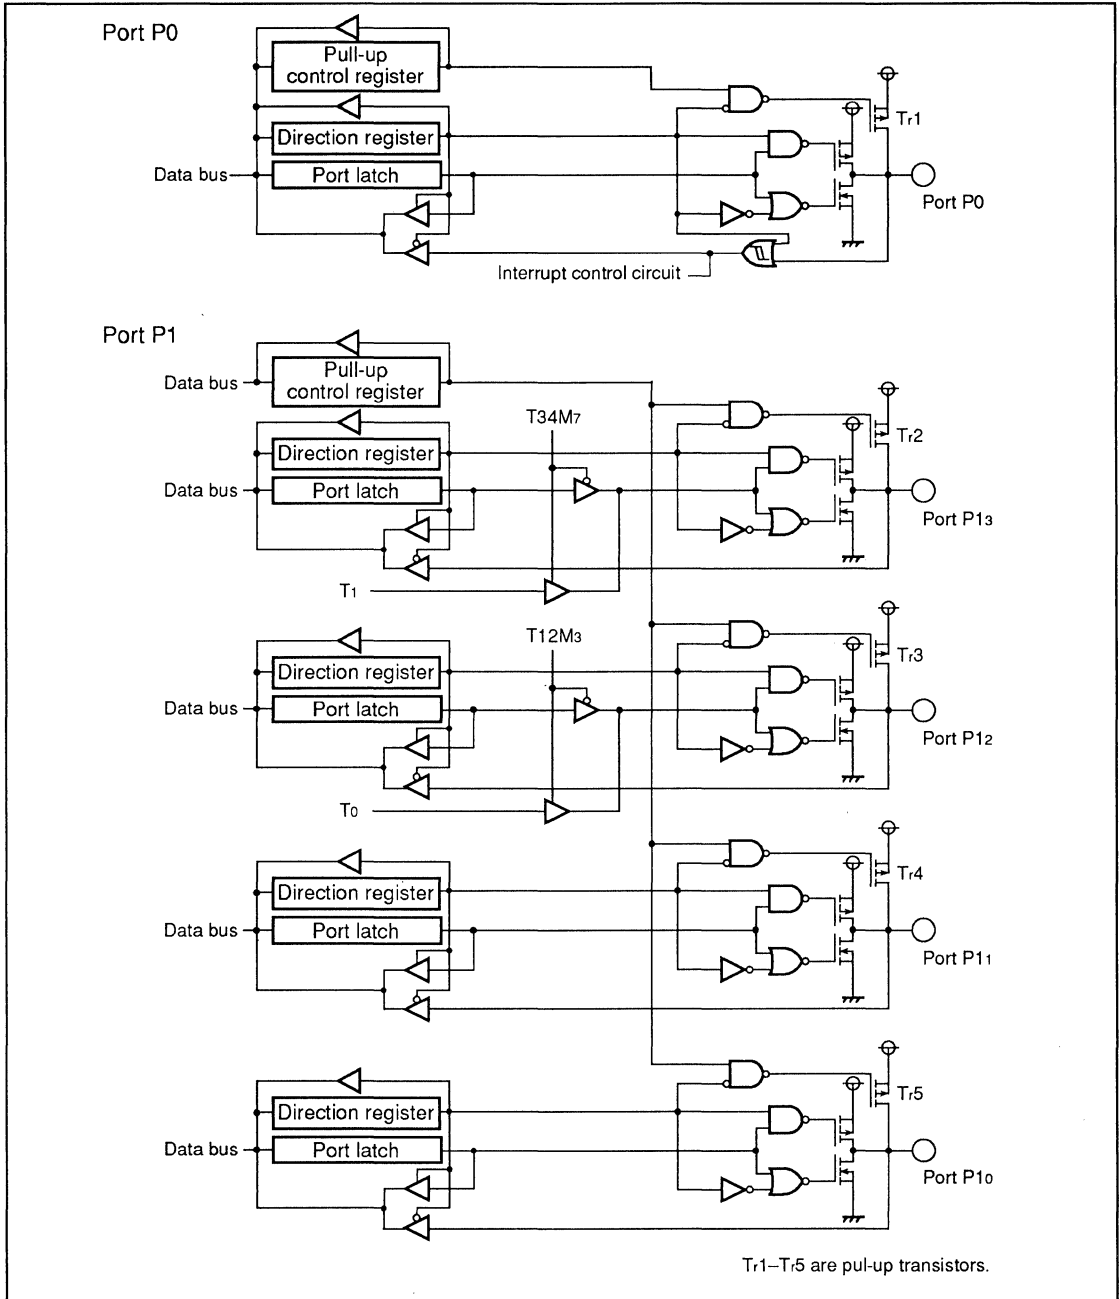 Port P0
Pull-up
control register
Tr1
Direction register
Data bus
Port latch
Port P0
Interrupt control circuit
Port P1
Data bus
Pull-up
control register
T34M7
Tr2
Direction register
Data bus
Port latch
Port P13
T1
T12M3
Tr3
Direction register
Data bus
Port latch
Port P12
T0
Tr4
Direction register
Data bus
Port latch
Port P11
Tr5
Direction register
Data bus
Port latch
Port P10
Tr1–Tr5 are pul-up transistors.